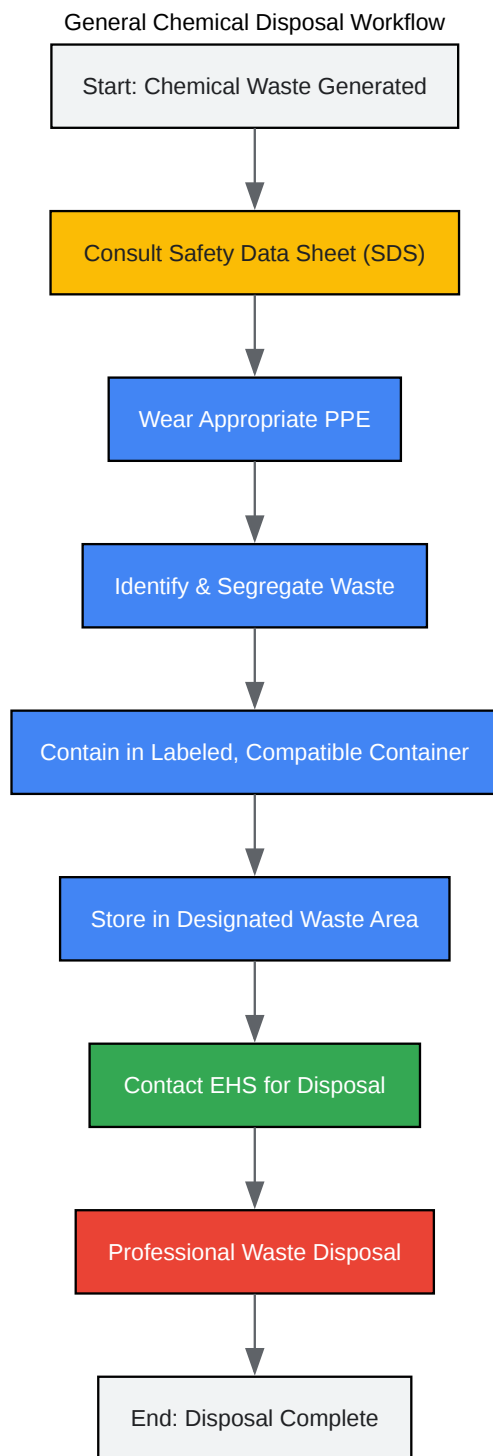 General Chemical Disposal Workflow
Start: Chemical Waste Generated
Consult Safety Data Sheet (SDS)
Wear Appropriate PPE
Identify & Segregate Waste
Contain in Labeled, Compatible Container
Store in Designated Waste Area
Contact EHS for Disposal
Professional Waste Disposal
End: Disposal Complete